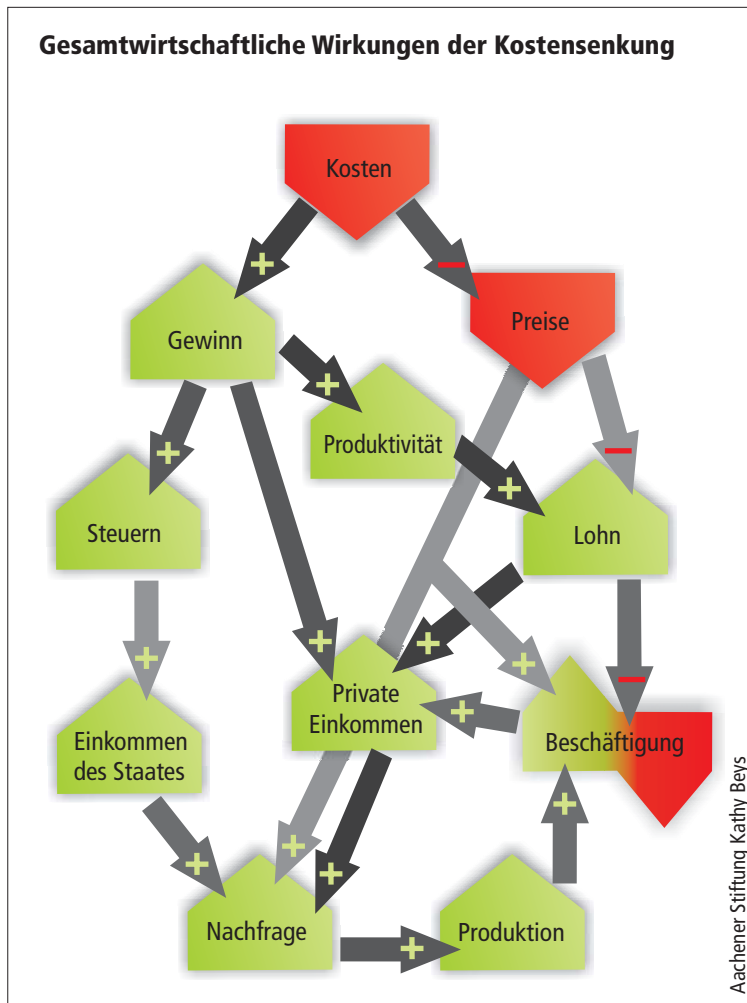 Gesamtwirtschaftliche Wirkungen der Kostensenkung
Kosten
+
−
Preise
Gewinn
+
Produktivität
+
−
+
Steuern
Lohn
+
+
+
+
−
Private
Einkommen
+
Beschäftigung
Einkommen
des Staates
+
+
+
+
Nachfrage
+
Produktion
Aachener Stiftung Kathy Beys